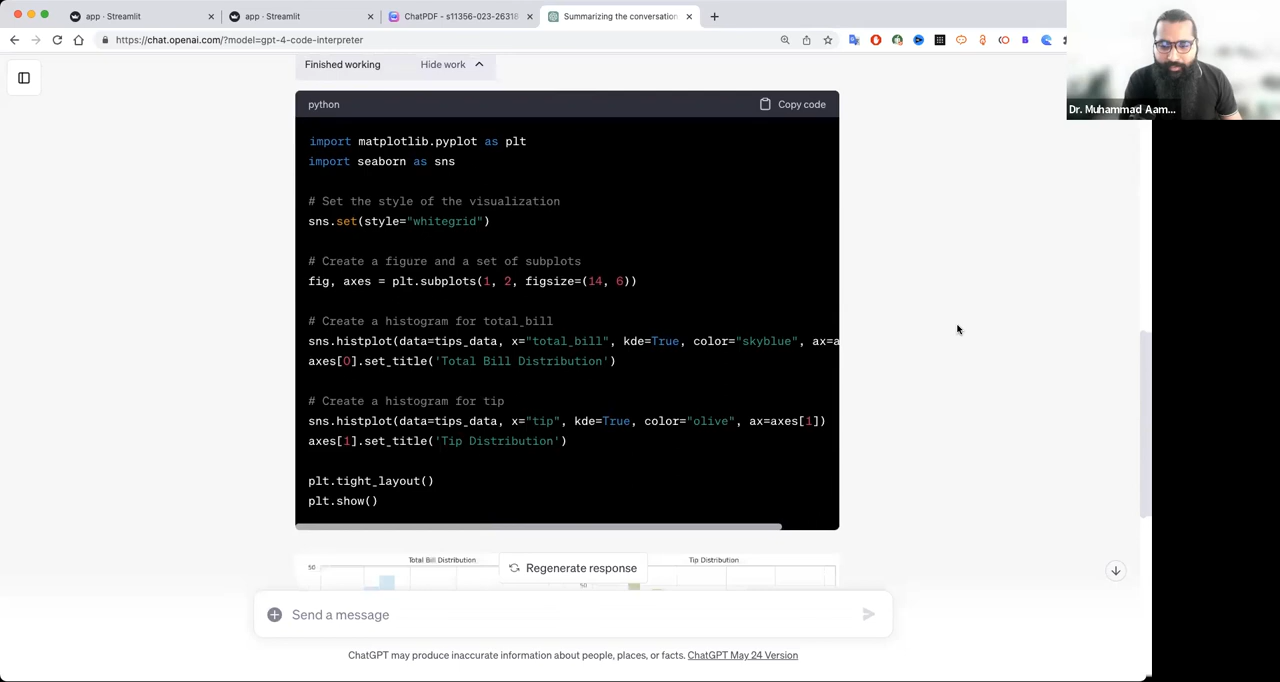 app · Streamlit
app · Streamlit
ChatPDF - s11356-023-2631
Summarizing the conversation
https://chat.openai.com/?model=gpt-4-code-interpreter
Dr. Muhammad Aam...
Finished working
Hide work
python
Copy code
import matplotlib.pyplot as plt
import seaborn as sns
# Set the style of the visualization
sns.set(style="whitegrid")
# Create a figure and a set of subplots
fig, axes = plt.subplots(1, 2, figsize=(14, 6))
# Create a histogram for total_bill
sns.histplot(data=tips_data, x="total_bill", kde=True, color="skyblue", ax=a
axes[0].set_title('Total Bill Distribution')
# Create a histogram for tip
sns.histplot(data=tips_data, x="tip", kde=True, color="olive", ax=axes[1])
axes[1].set_title('Tip Distribution')
plt.tight_layout()
plt.show()
Total Bill Distribution
Tip Distribution
50
50
Regenerate response
Send a message
ChatGPT may produce inaccurate information about people, places, or facts. ChatGPT May 24 Version